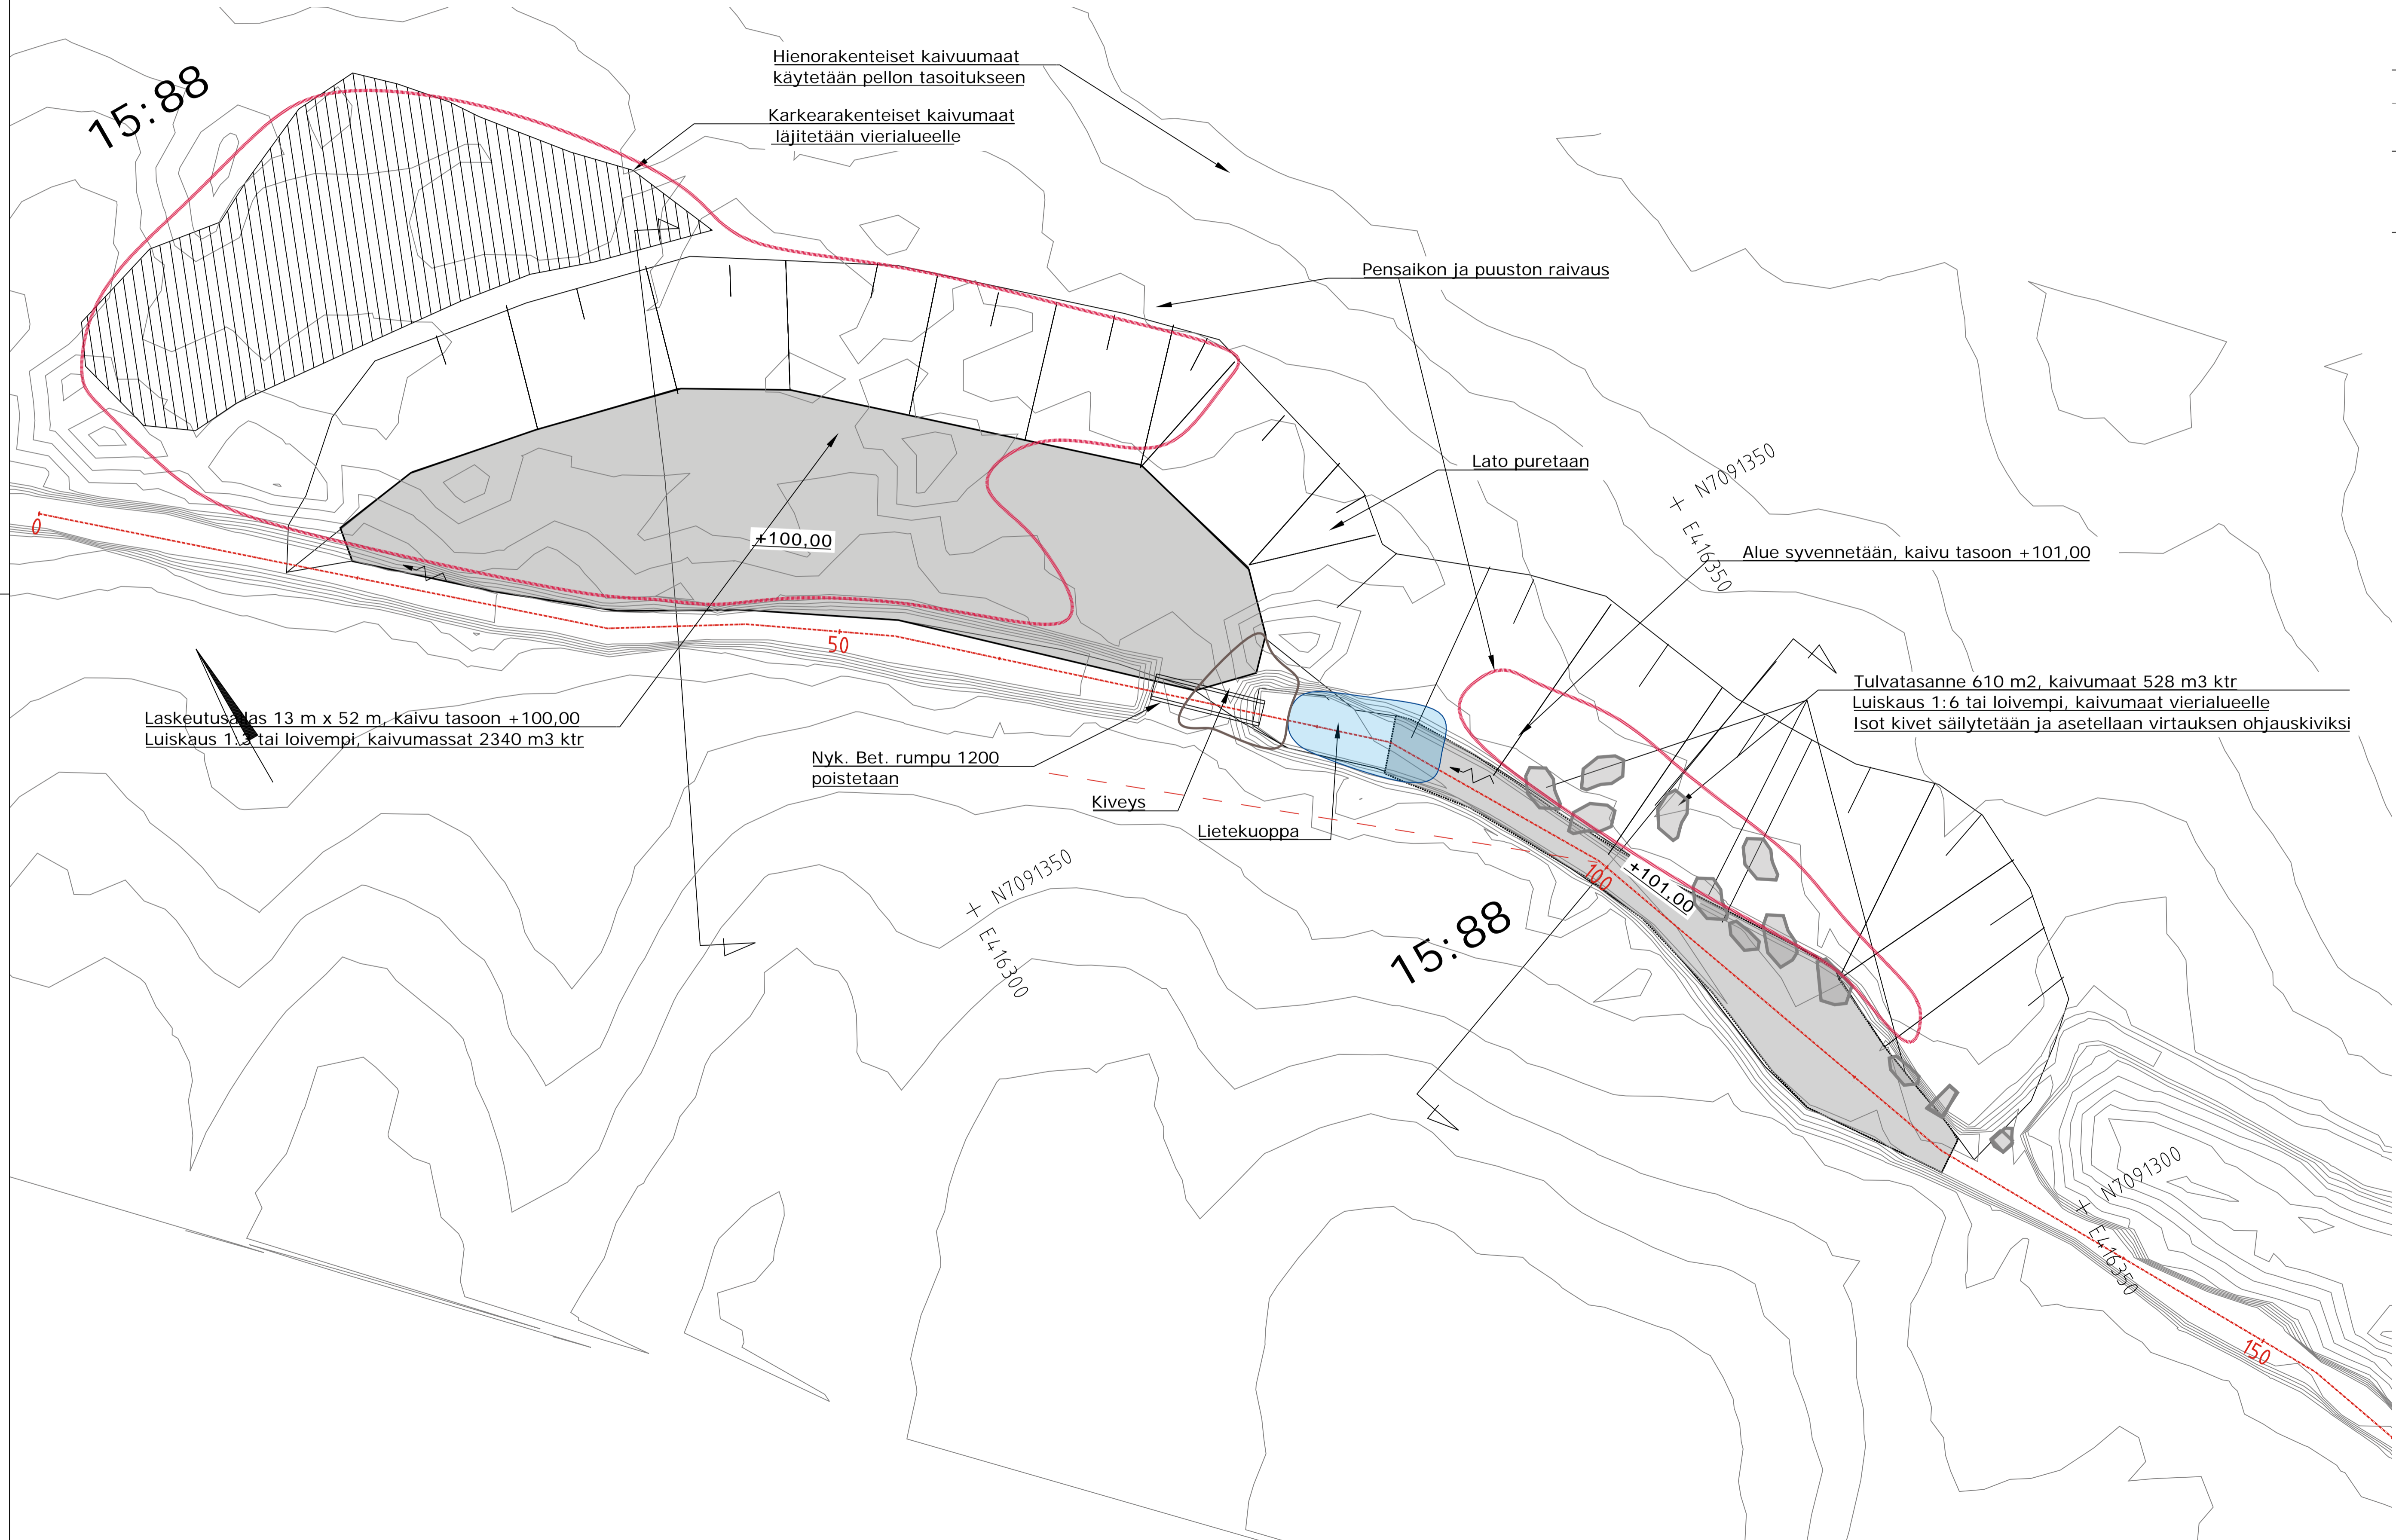 15:88
Hienorakenteiset kaivuumaat
käytetään pellon tasoitukseen
Karkearakenteiset kaivumaat
läjitetään vierialueelle
Pensaikon ja puuston raivaus
Lato puretaan
N7091350
E416350
Alue syvennetään, kaivu tasoon +101,00
0
+100,00
50
Tulvatasanne 610 m2, kaivumaat 528 m3 ktr
Luiskaus 1:6 tai loivempi, kaivumaat vierialueelle
Isot kivet säilytetään ja asetellaan virtauksen ohjauskiviksi
Laskeutusallas 13 m x 52 m, kaivu tasoon +100,00
Luiskaus 1:3 tai loivempi, kaivumassat 2340 m3 ktr
Nyk. Bet. rumpu 1200
poistetaan
Kiveys
Lietekuoppa
100
+101,00
N7091350
E416300
15:88
N7091300
E416350
150